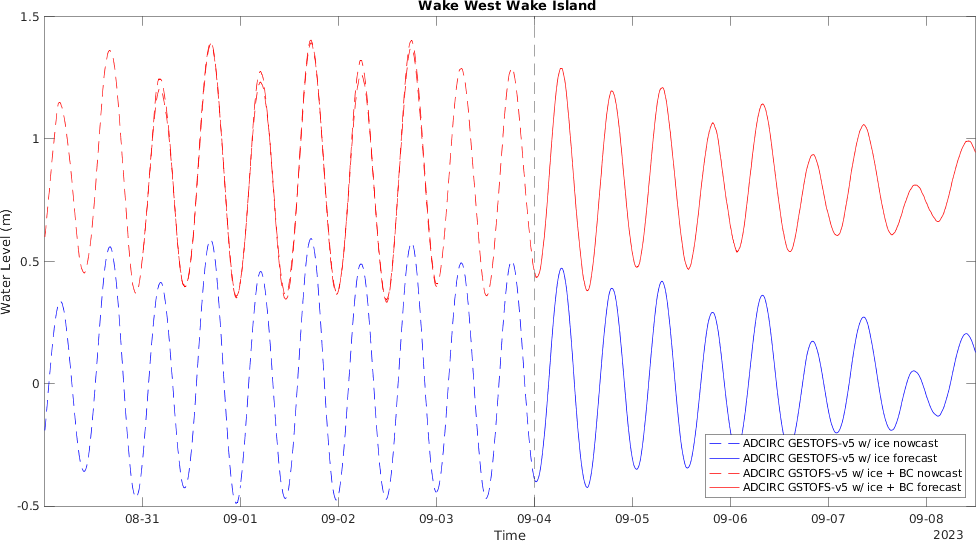 Wake West Wake Island
1.5
1
0.5
0
-0.5
Water Level (m)
ADCIRC GESTOFS-v5 w/ ice nowcast
ADCIRC GESTOFS-v5 w/ ice forecast
ADCIRC GSTOFS-v5 w/ ice + BC nowcast
ADCIRC GSTOFS-v5 w/ ice + BC forecast
08-31 09-01 09-02 09-03 09-04 09-05 09-06 09-07 09-08
Time
2023